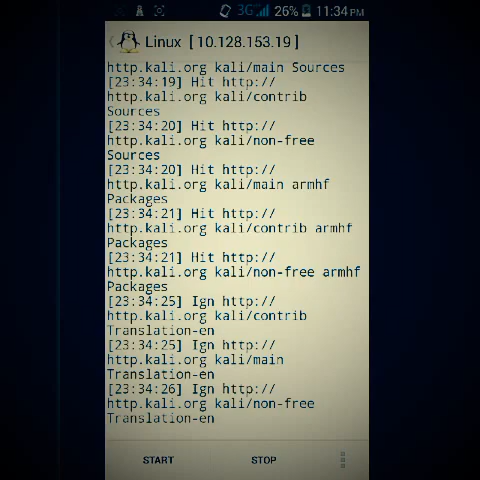 3G 26% 11:34 PM
Linux [ 10.128.153.19 ]
http.kali.org kali/main Sources
[23:34:19] Hit http://
http.kali.org kali/contrib
Sources
[23:34:20] Hit http://
http.kali.org kali/non-free
Sources
[23:34:20] Hit http://
http.kali.org kali/main armhf
Packages
[23:34:21] Hit http://
http.kali.org kali/contrib armhf
Packages
[23:34:21] Hit http://
http.kali.org kali/non-free armhf
Packages
[23:34:25] Ign http://
http.kali.org kali/contrib
Translation-en
[23:34:25] Ign http://
http.kali.org kali/main
Translation-en
[23:34:26] Ign http://
http.kali.org kali/non-free
Translation-en
START STOP